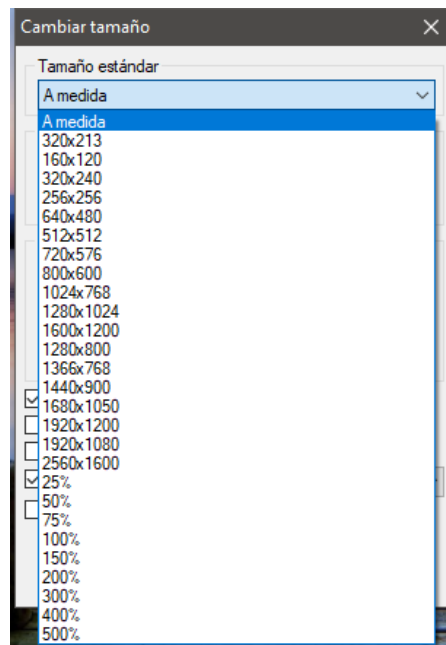 Cambiar tamaño
Tamaño estándar
A medida
A medida
320x213
160x120
320x240
256x256
640x480
512x512
720x576
800x600
1024x768
1280x1024
1600x1200
1280x800
1366x768
1440x900
1680x1050
1920x1200
1920x1080
2560x1600
25%
50%
75%
100%
150%
200%
300%
400%
500%